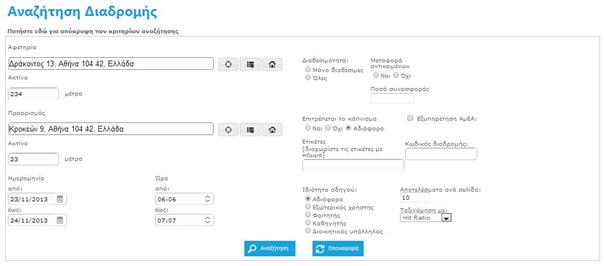 Αναζήτηση Διαδρομής
Πατήστε εδώ για απόκρυψη των κριτηρίων αναζήτησης
Αφετηρία
Δράκοντος 13, Αθήνα 104 42, Ελλάδα
Ακτίνα
234 μέτρα
Προορισμός
Κροκεών 9, Αθήνα 104 42, Ελλάδα
Ακτίνα
23 μέτρα
Ημερομηνία
Ώρα
από:
από:
23/11/2013
06:06
έως:
έως:
24/11/2013
07:07
Διαθεσιμότητα:
Μόνο διαθέσιμες
Όλες
Μεταφορά
αντικειμένων
Ναι Όχι
Ποσό συνεισφοράς
Επιτρέπεται το κάπνισμα
Ναι Όχι Αδιάφορο
Εξυπηρέτηση ΑμΕΑ:
Ετικέτες
[διαχωρίστε τις ετικέτες με
κόμμα]
Κωδικός διαδρομής:
Ιδιότητα οδηγού:
Αδιάφορο
Εξωτερικός χρήστης
Φοιτητής
Καθηγητής
Διοικητικός υπάλληλος
Αποτελέσματα ανά σελίδα:
10
Ταξινόμηση με:
Hit Ratio
Αναζήτηση
Επαναφορά